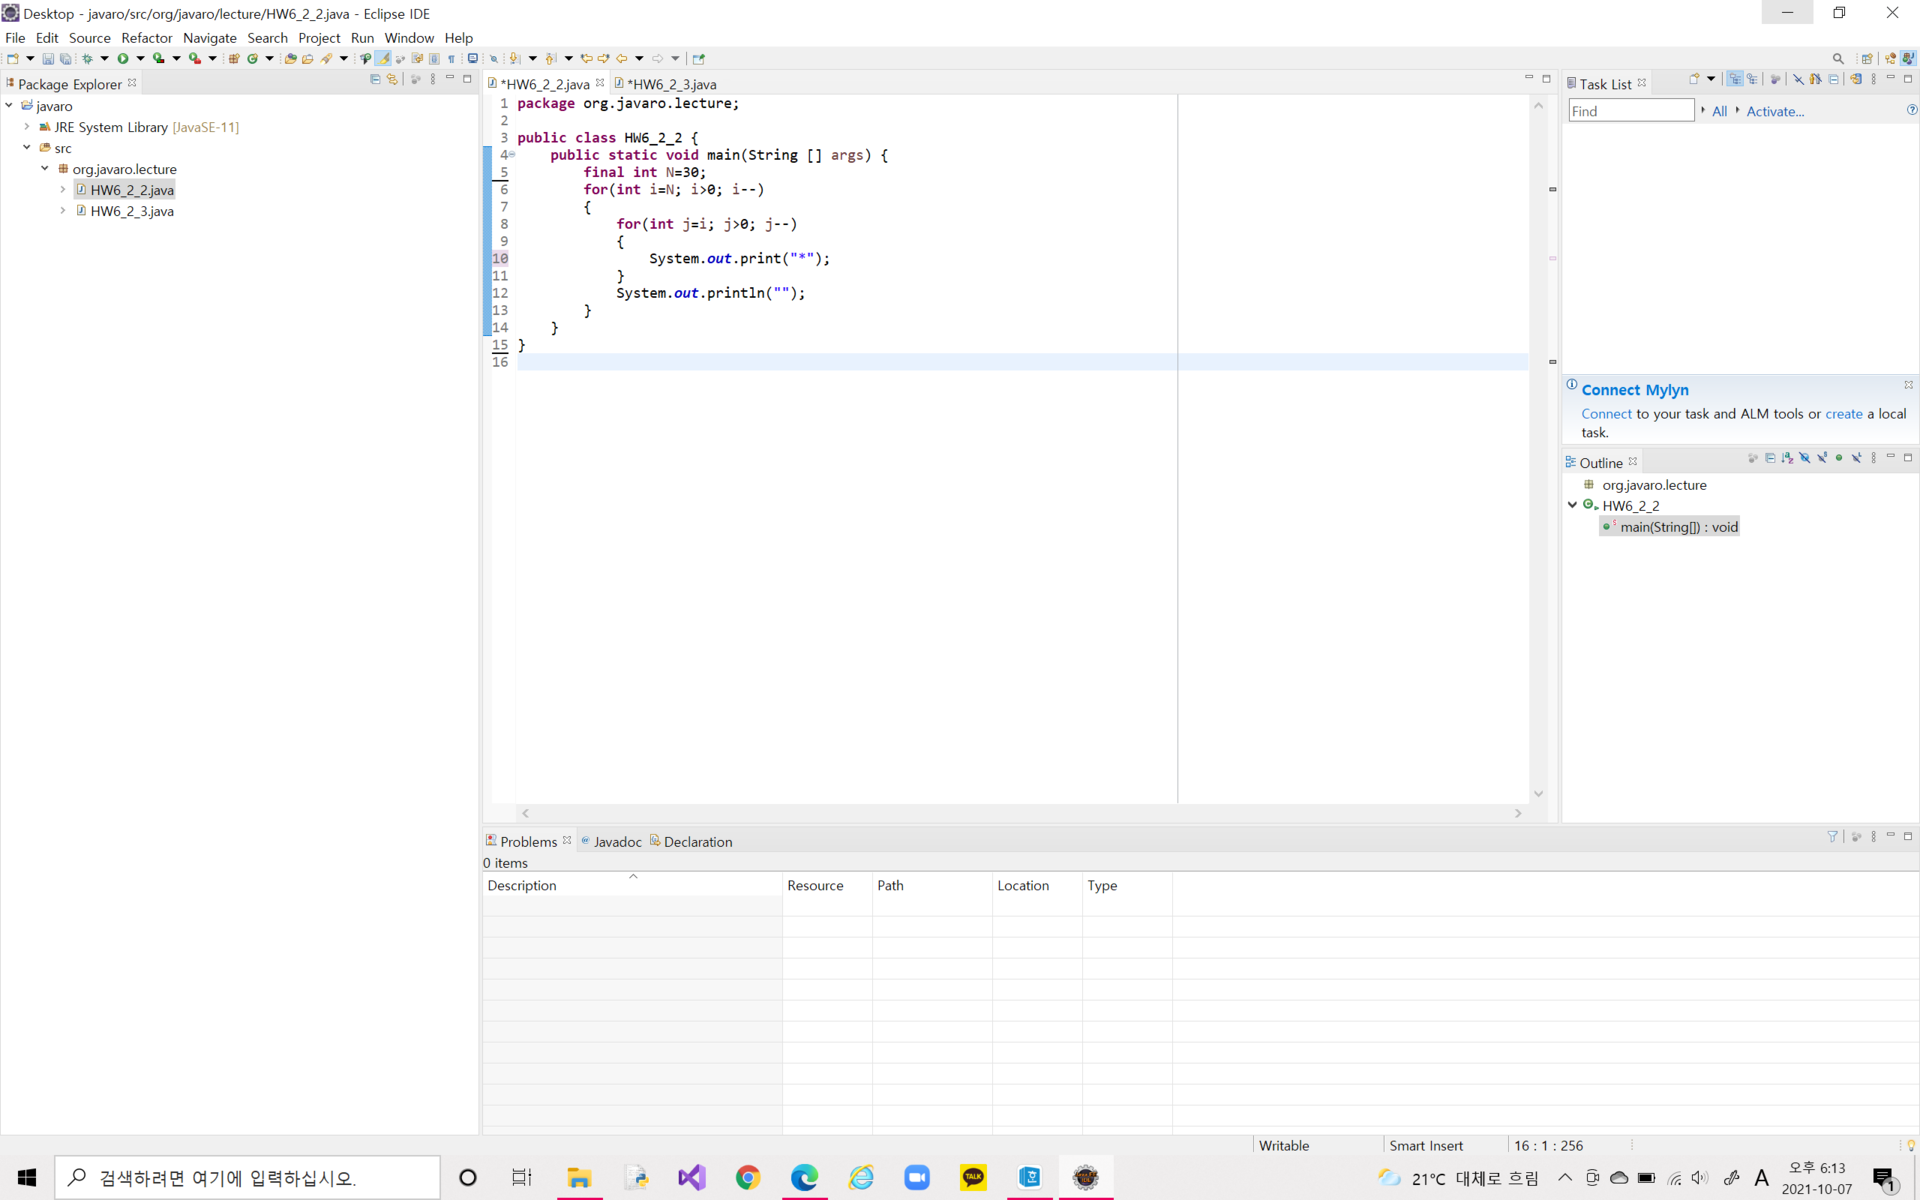 Desktop - javaro/src/org/javaro/lecture/HW6_2_2.java - Eclipse IDE
File Edit Source Refactor Navigate Search Project Run Window Help
Package Explorer
javaro
JRE System Library [JavaSE-11]
src
org.javaro.lecture
HW6_2_2.java
HW6_2_3.java
*HW6_2_2.java *HW6_2_3.java
1 package org.javaro.lecture;
2
3 public class HW6_2_2 {
4 public static void main(String [] args) {
5 final int N=30;
6 for(int i=N; i>0; i--)
7 {
8 for(int j=i; j>0; j--)
9 {
10 System.out.print("*");
11 }
12 System.out.println("");
13 }
14 }
15 }
16
Task List
Find All Activate...
Connect Mylyn
Connect to your task and ALM tools or create a local
task.
Outline
org.javaro.lecture
HW6_2_2
main(String[]) : void
Problems Javadoc Declaration
0 items
Description Resource Path Location Type
Writable Smart Insert 16 : 1 : 256
검색하려면 여기에 입력하십시오.
TALK
21°C 대체로 흐림
A
오후 6:13
2021-10-07
1